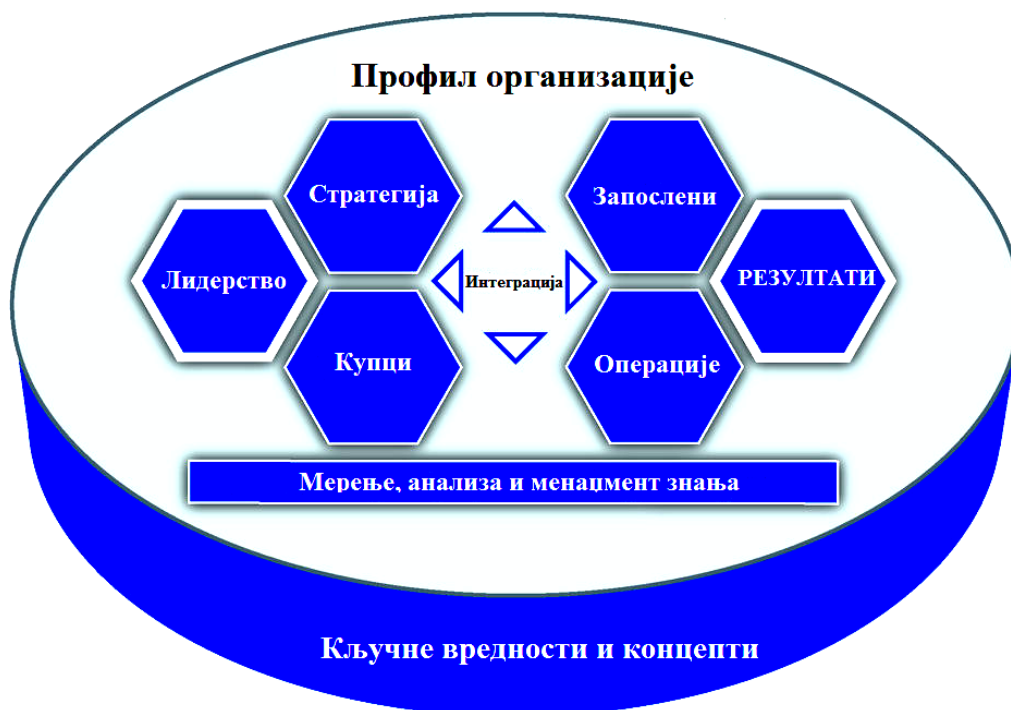 Профил организације
Стратегија
Запослени
Лидерство
Интеграција
РЕЗУЛТАТИ
Купци
Операције
Мерење, анализа и менаџмент знања
Кључне вредности и концепти